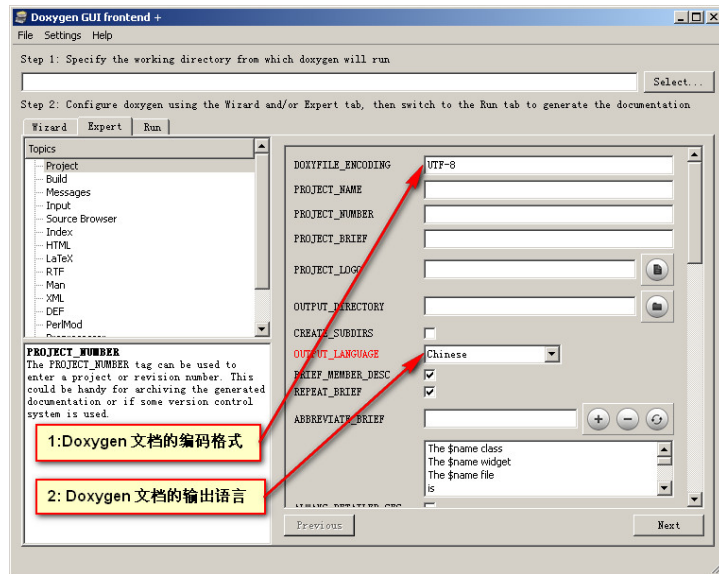 Doxygen GUI frontend +
File Settings Help
Step 1: Specify the working directory from which doxygen will run
Select...
Step 2: Configure doxygen using the Wizard and/or Expert tab, then switch to the Run tab to generate the documentation
Wizard Expert Run
Topics
Project
Build
Messages
Input
Source Browser
Index
HTML
LaTeX
RTF
Man
XML
DEF
PerlMod
PROJECT_NUMBER
The PROJECT_NUMBER tag can be used to
enter a project or revision number. This
could be handy for archiving the generated
documentation or if some version control
system is used.
1:Doxygen 文档的编码格式
2: Doxygen 文档的输出语言
DOXYFILE_ENCODING UTF-8
PROJECT_NAME
PROJECT_NUMBER
PROJECT_BRIEF
PROJECT_LOGO
OUTPUT_DIRECTORY
CREATE_SUBDIRS
OUTPUT_LANGUAGE Chinese
BRIEF_MEMBER_DESC
REPEAT_BRIEF
ABBREVIATE_BRIEF
The $name class
The $name widget
The $name file
is
Previous Next